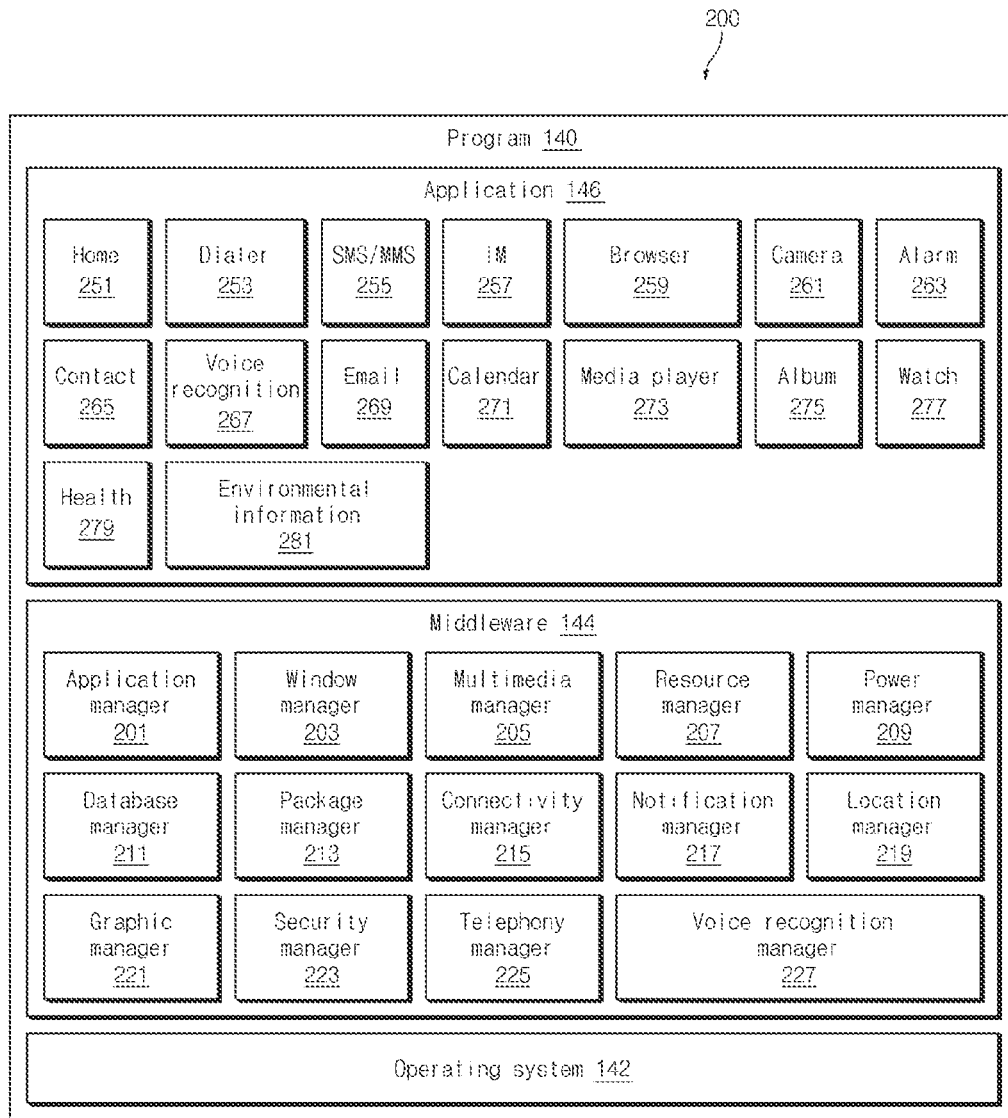 200
Program 140
Application 146
Home
251
Dialer
253
SMS/MMS
255
IM
257
Browser
259
Camera
261
Alarm
263
Contact
265
Voice
recognition
267
Email
269
Calendar
271
Media player
273
Album
275
Watch
277
Health
279
Environmental
information
281
Middleware 144
Application
manager
201
Window
manager
203
Multimedia
manager
205
Resource
manager
207
Power
manager
209
Database
manager
211
Package
manager
213
Connectivity
manager
215
Notification
manager
217
Location
manager
219
Graphic
manager
221
Security
manager
223
Telephony
manager
225
Voice recognition
manager
227
Operating system 142